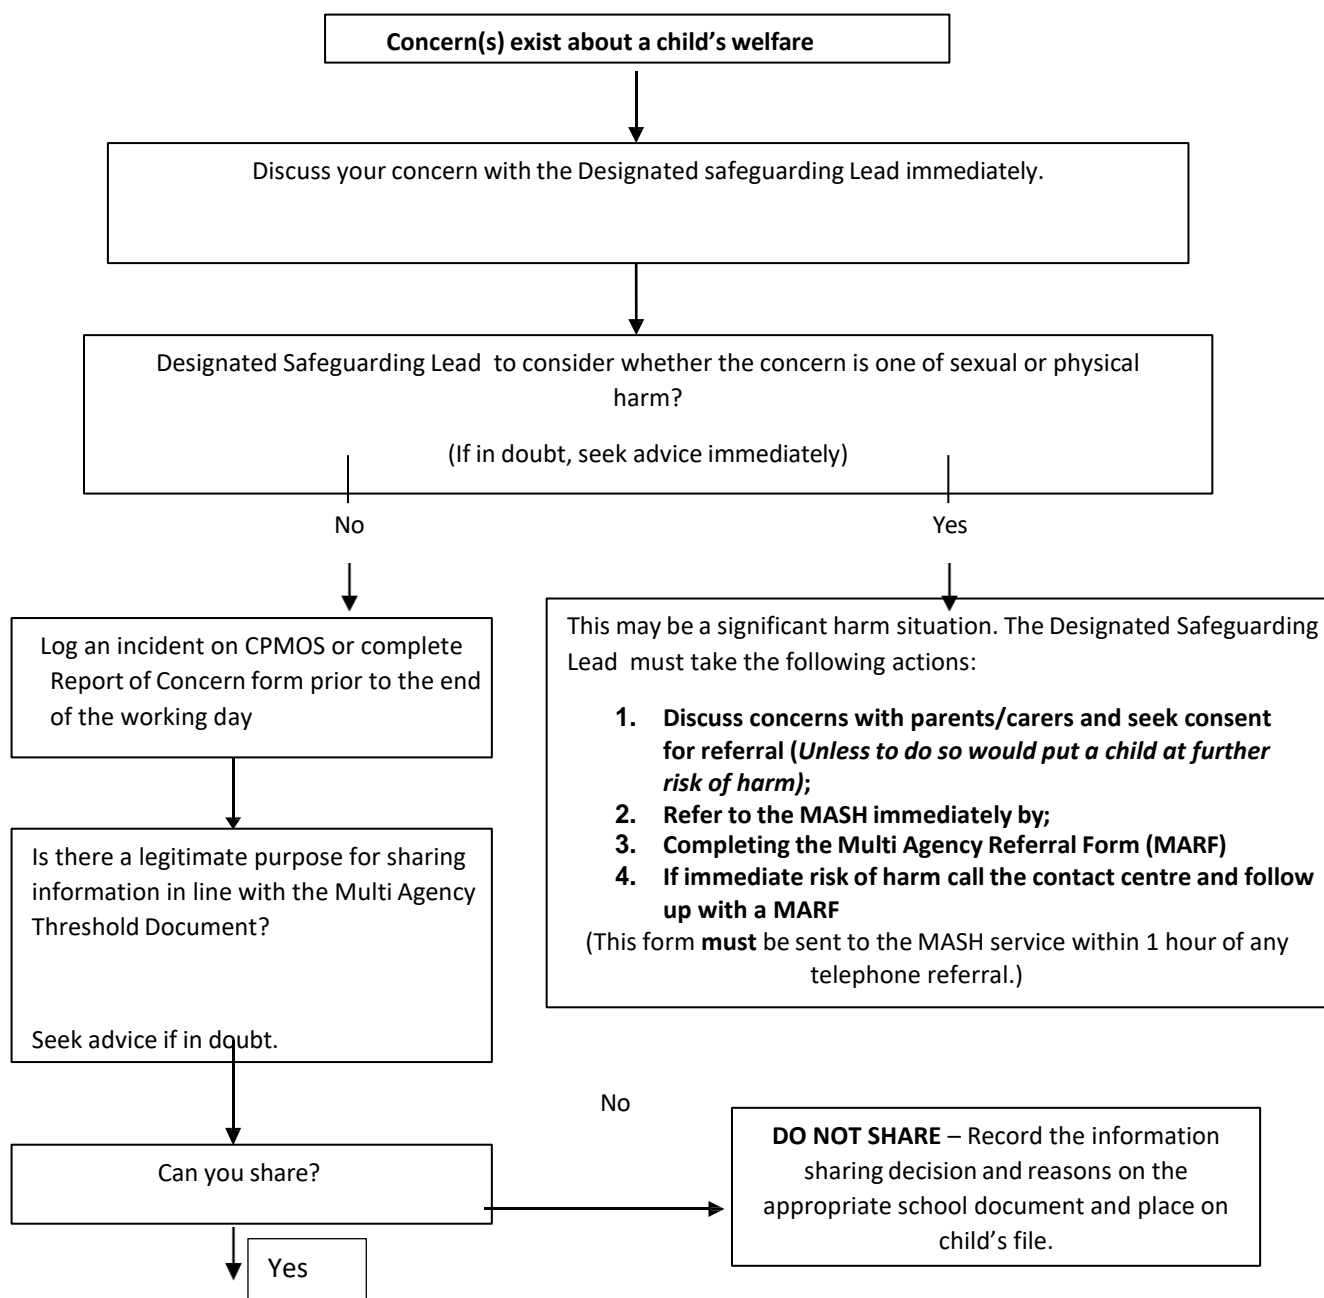 Concern(s) exist about a child’s welfare
Discuss your concern with the Designated safeguarding Lead immediately.
Designated Safeguarding Lead  to consider whether the concern is one of sexual or physical
harm?
(If in doubt, seek advice immediately)
No
Yes
Log an incident on CPMOS or complete
Report of Concern form prior to the end
of the working day
This may be a significant harm situation. The Designated Safeguarding
Lead  must take the following actions:
1. Discuss concerns with parents/carers and seek consent
for referral (Unless to do so would put a child at further
risk of harm);
2. Refer to the MASH immediately by;
3. Completing the Multi Agency Referral Form (MARF)
4. If immediate risk of harm call the contact centre and follow
up with a MARF
(This form must be sent to the MASH service within 1 hour of any
telephone referral.)
Is there a legitimate purpose for sharing
information in line with the Multi Agency
Threshold Document?
Seek advice if in doubt.
No
Can you share?
DO NOT SHARE – Record the information
sharing decision and reasons on the
appropriate school document and place on
child’s file.
Yes